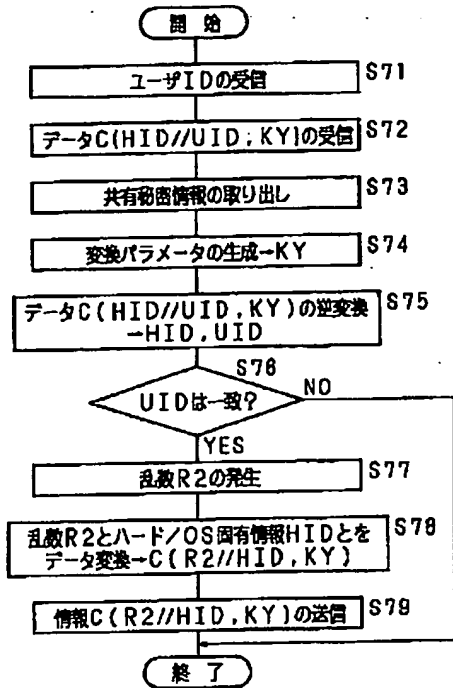 開始
ユーザIDの受信 S71
データC(HID//UID;KY)の受信 S72
共有秘密情報の取り出し S73
変換パラメータの生成→KY S74
データC(HID//UID,KY)の逆変換 S75
→HID,UID
S76
UIDは一致? NO
YES
乱数R2の発生 S77
乱数R2とハード/OS固有情報HIDとを S78
データ変換→C(R2//HID,KY)
情報C(R2//HID,KY)の送信 S79
終了